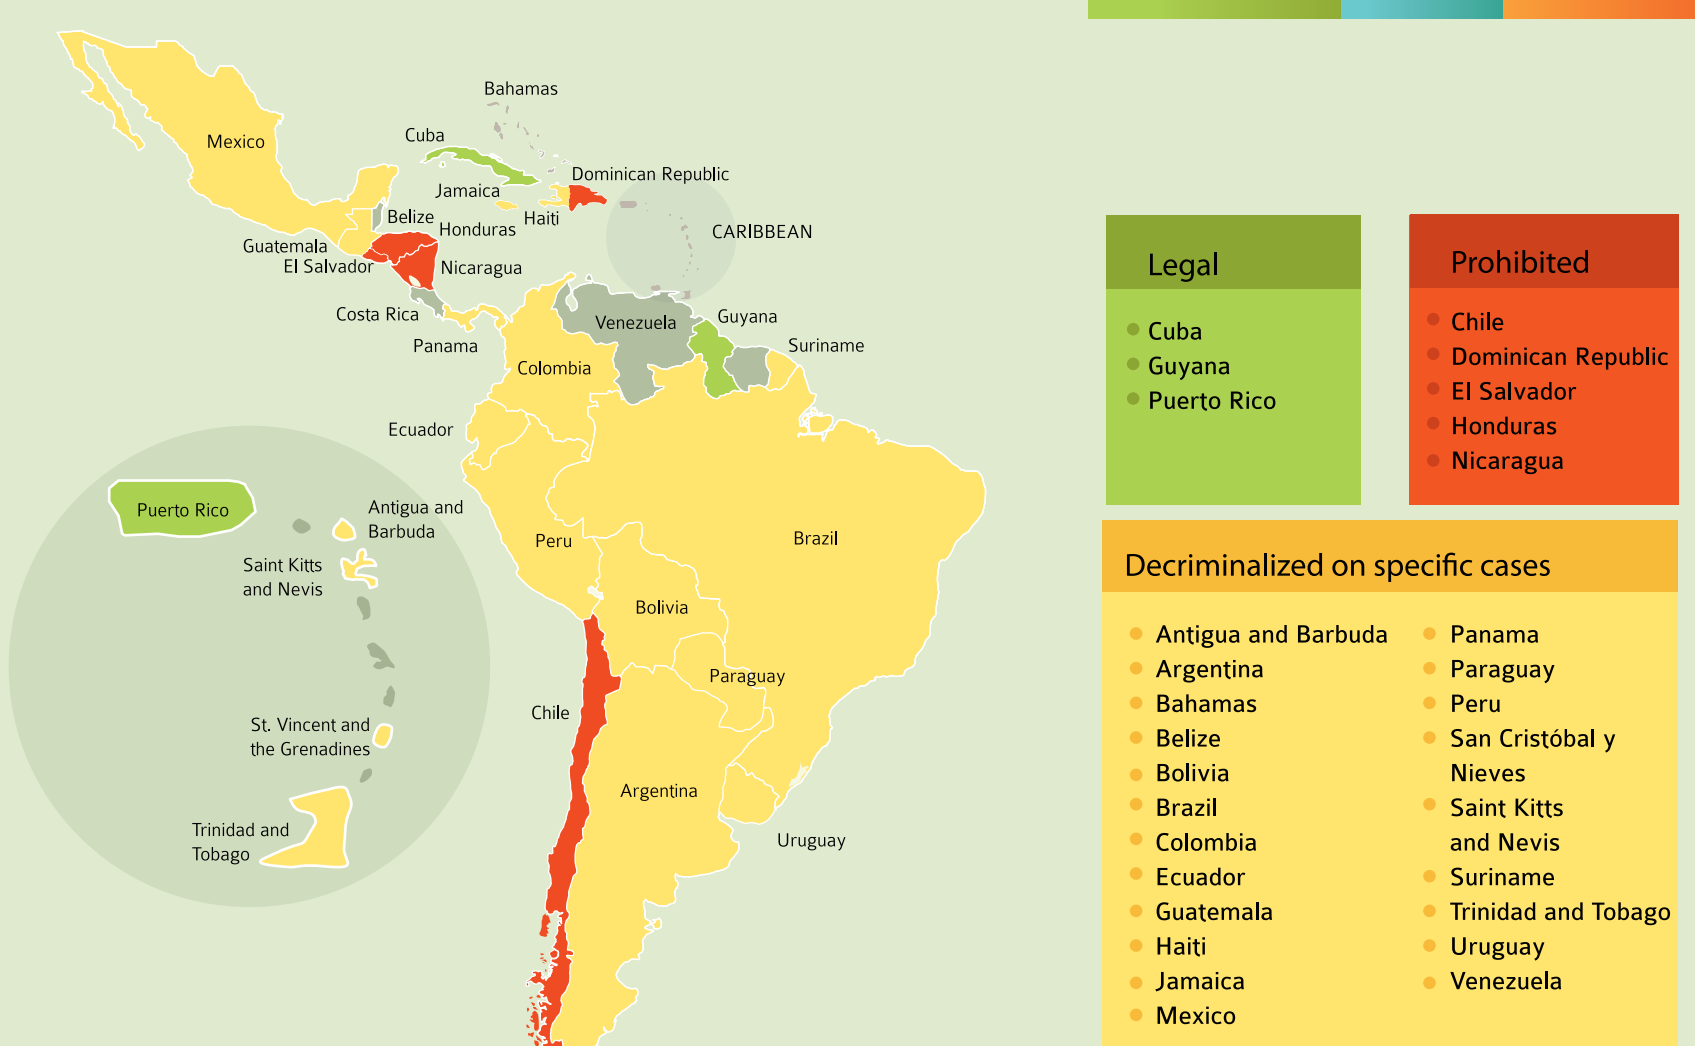 Bahamas
Cuba
Mexico
Dominican Republic
Jamaica
Haiti
Belize
Honduras
CARIBBEAN
Guatemala
El Salvador
Nicaragua
Costa Rica
Panama
Venezuela
Guyana
Suriname
Colombia
Ecuador
Peru
Brazil
Bolivia
Paraguay
Chile
Argentina
Uruguay
Puerto Rico
Antigua and
Barbuda
Saint Kitts
and Nevis
St. Vincent and
the Grenadines
Trinidad and
Tobago
Legal
Cuba
Guyana
Puerto Rico
Prohibited
Chile
Dominican Republic
El Salvador
Honduras
Nicaragua
Decriminalized on specific cases
Antigua and Barbuda
Argentina
Bahamas
Belize
Bolivia
Brazil
Colombia
Ecuador
Guatemala
Haiti
Jamaica
Mexico
Panama
Paraguay
Peru
San Cristóbal y
Nieves
Saint Kitts
and Nevis
Suriname
Trinidad and Tobago
Uruguay
Venezuela